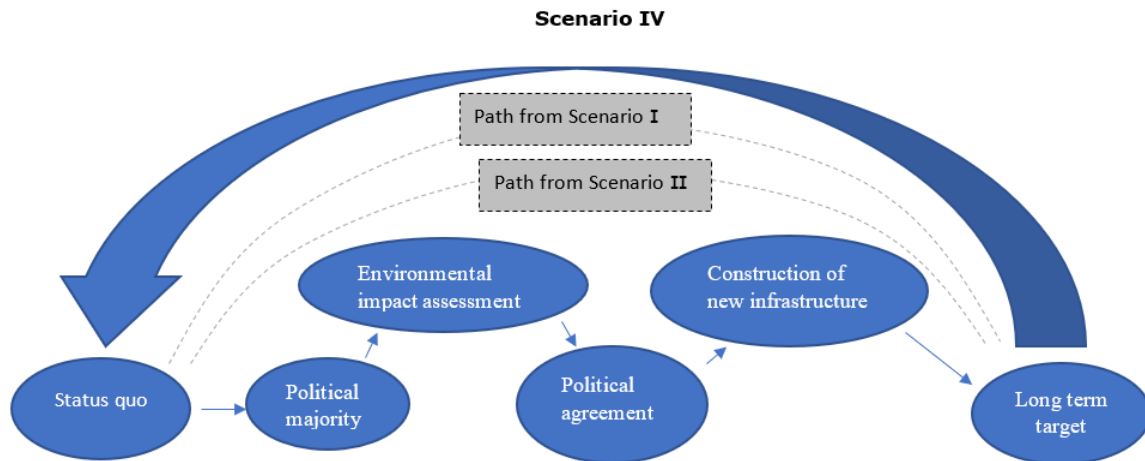 Scenario IV
Path from Scenario I
Path from Scenario II
Environmental
impact assessment
Construction of
new infrastructure
Status quo
Political
majority
Political
agreement
Long term
target